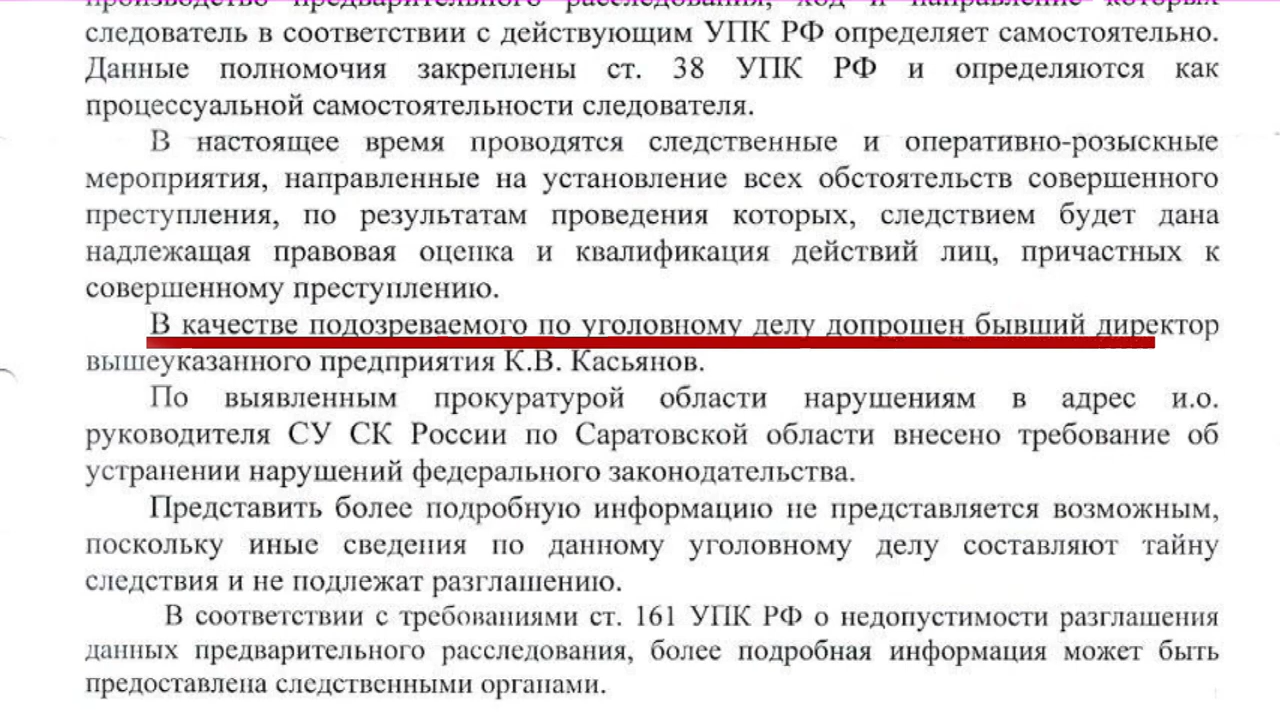 производство предварительного расследования, ход и направление которых
следователь в соответствии с действующим УПК РФ определяет самостоятельно.
Данные полномочия закреплены ст. 38 УПК РФ и определяются как
процессуальной самостоятельности следователя.
В настоящее время проводятся следственные и оперативно-розыскные
мероприятия, направленные на установление всех обстоятельств совершенного
преступления, по результатам проведения которых, следствием будет дана
надлежащая правовая оценка и квалификация действий лиц, причастных к
совершенному преступлению.
В качестве подозреваемого по уголовному делу допрошен бывший директор
вышеуказанного предприятия К.В. Касьянов.
По выявленным прокуратурой области нарушениям в адрес и.о.
руководителя СУ СК России по Саратовской области внесено требование об
устранении нарушений федерального законодательства.
Представить более подробную информацию не представляется возможным,
поскольку иные сведения по данному уголовному делу составляют тайну
следствия и не подлежат разглашению.
В соответствии с требованиями ст. 161 УПК РФ о недопустимости разглашения
данных предварительного расследования, более подробная информация может быть
предоставлена следственными органами.